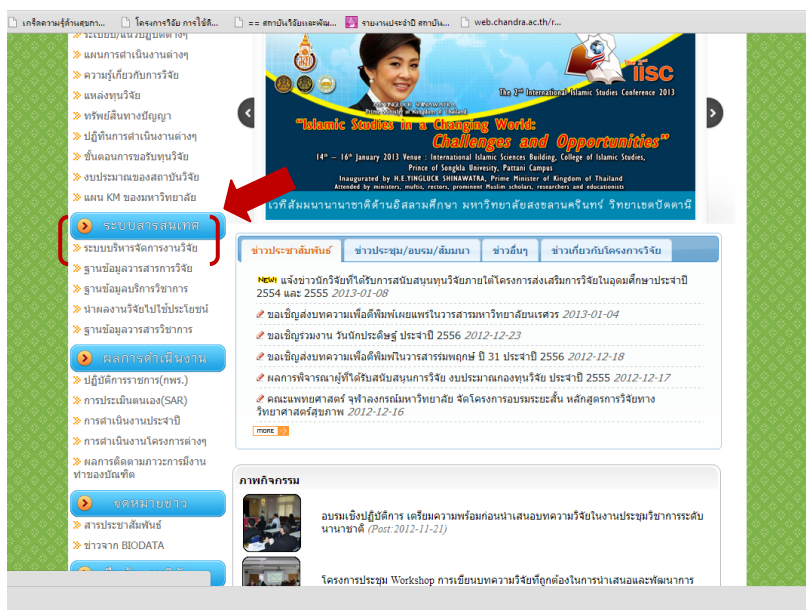 เกร็ดความรู้ด้านสุขภา...
โครงการวิจัย การใช้ดิ...
== สถาบันวิจัยและพัฒ...
รายงานประจำปี สถาบัน...
web.chandra.ac.th/r...
ระเบียบ/แนวปฏิบัติต่างๆ
แผนการดำเนินงานต่างๆ
ความรู้เกี่ยวกับการวิจัย
แหล่งทุนวิจัย
ทรัพย์สินทางปัญญา
ปฏิทินการดำเนินงานต่างๆ
ขั้นตอนการขอรับทุนวิจัย
งบประมาณของสถาบันวิจัย
แผน KM ของมหาวิทยาลัย
ระบบสารสนเทศ
ระบบบริหารจัดการงานวิจัย
ฐานข้อมูลวารสารการวิจัย
ฐานข้อมูลบริการวิชาการ
นำผลงานวิจัยไปใช้ประโยชน์
ฐานข้อมูลวารสารวิชาการ
ผลการดำเนินงาน
ปฏิบัติการราชการ(กพร.)
การประเมินตนเอง(SAR)
การดำเนินงานประจำปี
การดำเนินงานโครงการต่างๆ
ผลการติดตามภาวะการมีงาน
ทำของบัณฑิต
จดหมายข่าว
สารประชาสัมพันธ์
ข่าวจาก BIODATA
iisc
The 2nd International Islamic Studies Conference 2013
H.E.YINGLUCK SHINAWATRA
Prime Minister of Kingdom of Thailand
"Islamic Studies in a Changing World:
Challenges and Opportunities"
14th – 16th January 2013 Venue : International Islamic Sciences Building, College of Islamic Studies,
Prince of Songkla University, Pattani Campus
Inaugurated by H.E.YINGLUCK SHINAWATRA, Prime Minister of Kingdom of Thailand
Attended by ministers, muftis, rectors, prominent Muslim scholars, researchers and educationists
เวทีสัมมนานานาชาติด้านอิสลามศึกษา มหาวิทยาลัยสงขลานครินทร์ วิทยาเขตปัตตานี
ข่าวประชาสัมพันธ์ ข่าวประชุม/อบรม/สัมมนา ข่าวอื่นๆ ข่าวเกี่ยวกับโครงการวิจัย
NEW! แจ้งข่าวนักวิจัยที่ได้รับการสนับสนุนทุนวิจัยภายใต้โครงการส่งเสริมการวิจัยในอุดมศึกษาประจำปี
2554 และ 2555 2013-01-08
ขอเชิญส่งบทความเพื่อตีพิมพ์เผยแพร่ในวารสารมหาวิทยาลัยนเรศวร 2013-01-04
ขอเชิญร่วมงาน วันนักประดิษฐ์ ประจำปี 2556 2012-12-23
ขอเชิญส่งบทความเพื่อตีพิมพ์ในวารสารร่มพฤกษ์ ปี 31 ประจำปี 2556 2012-12-18
ผลการพิจารณาผู้ที่ได้รับสนับสนุนการวิจัย งบประมาณกองทุนวิจัย ประจำปี 2555 2012-12-17
คณะแพทยศาสตร์ จุฬาลงกรณ์มหาวิทยาลัย จัดโครงการอบรมระยะสั้น หลักสูตรการวิจัยทาง
วิทยาศาสตร์สุขภาพ 2012-12-16
more
ภาพกิจกรรม
อบรมเชิงปฏิบัติการ เตรียมความพร้อมก่อนนำเสนอบทความวิจัยในงานประชุมวิชาการระดับ
นานาชาติ (Post:2012-11-21)
โครงการประชุม Workshop การเขียนบทความวิจัยที่ถูกต้องในการนำเสนอและพัฒนาการ